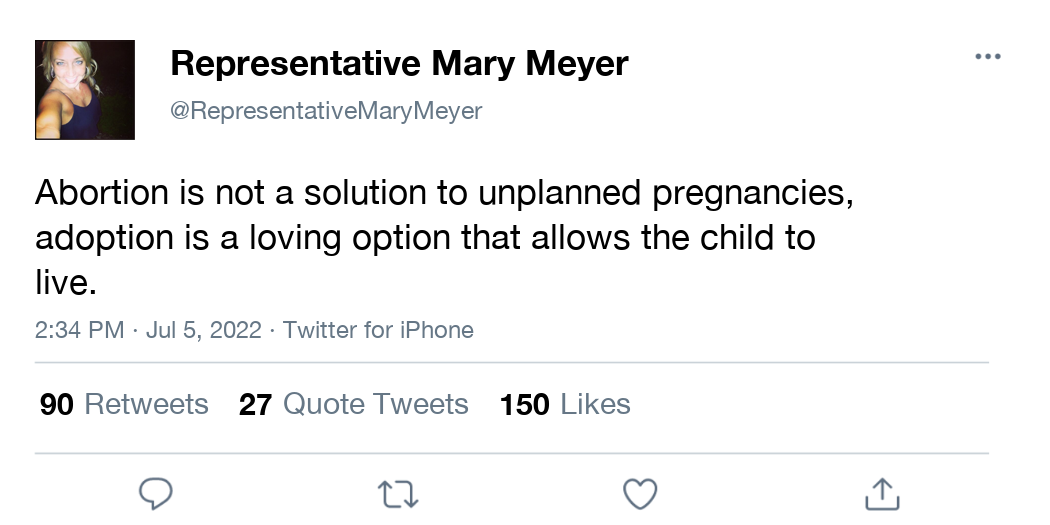 Representative Mary Meyer
@RepresentativeMaryMeyer
Abortion is not a solution to unplanned pregnancies,
adoption is a loving option that allows the child to
live.
2:34 PM · Jul 5, 2022 · Twitter for iPhone
90 Retweets 27 Quote Tweets 150 Likes